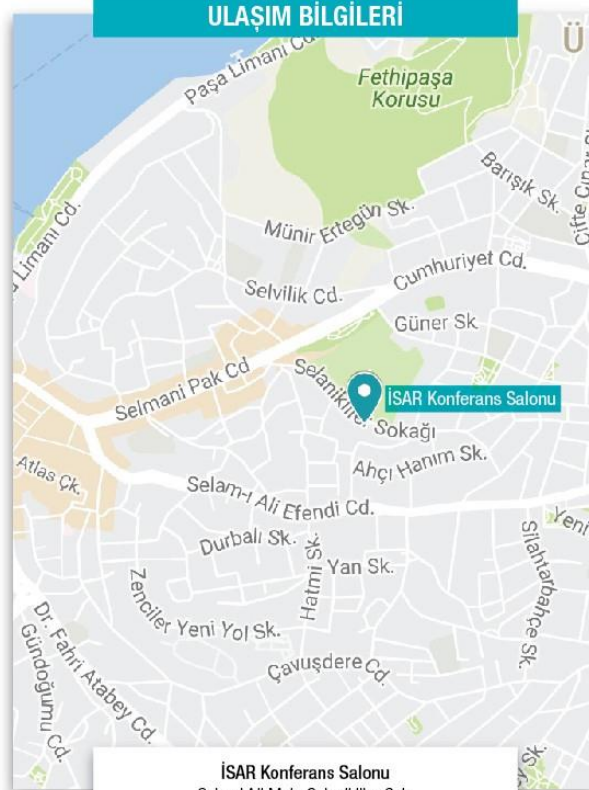 ULAŞIM BİLGİLERİ
Paşa Limanı Cd.
Fethipaşa
Korusu
Barışık Sk.
Çifte Çınar
Münir Ertegün Sk.
Limanı Cd.
Cumhuriyet Cd.
Selvilik Cd.
Güner Sk
Selmani Pak Cd
Selanikliler Sokağı
İSAR Konferans Salonu
Ahçı Hanım Sk.
Atlas Çk.
Selam-ı Ali Efendi Cd.
Yeni
Durbalı Sk.
Hatmi Sk.
Yan Sk.
Silahtarbahçe Sk.
Zenciler Yeni Yol Sk.
Çavuşdere Cd.
Dr. Fahri Atabey Cd.
Gündoğumu Cd.
Sk.
İSAR Konferans Salonu